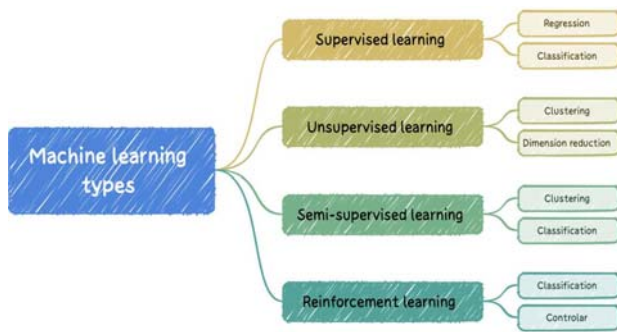 Machine learning
types
Supervised learning
Regression
Classification
Unsupervised learning
Clustering
Dimension reduction
Semi-supervised learning
Clustering
Classification
Reinforcement learning
Classification
Controlar